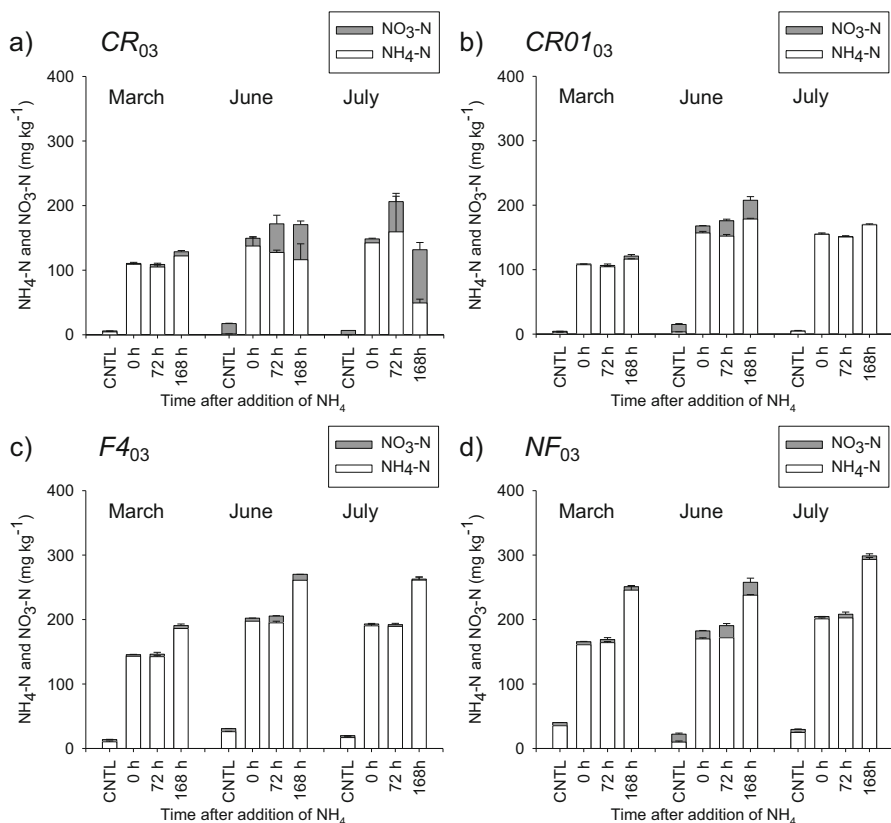 a) CR03
NO3-N
NH4-N
400
300
200
100
0
NH4-N and NO3-N (mg kg-1)
March June July
CNTL 0 h 72 h 168 h CNTL 0 h 72 h 168 h CNTL 0 h 72 h 168h
Time after addition of NH4
b) CR0103
NO3-N
NH4-N
400
300
200
100
0
NH4-N and NO3-N (mg kg-1)
March June July
CNTL 0 h 72 h 168 h CNTL 0 h 72 h 168 h CNTL 0 h 72 h 168 h
Time after addition of NH4
c) F403
NO3-N
NH4-N
400
300
200
100
0
NH4-N and NO3-N (mg kg-1)
March June July
CNTL 0 h 72 h 168 h CNTL 0 h 72 h 168 h CNTL 0 h 72 h 168 h
Time after addition of NH4
d) NF03
NO3-N
NH4-N
400
300
200
100
0
NH4-N and NO3-N (mg kg-1)
March June July
CNTL 0 h 72 h 168 h CNTL 0 h 72 h 168 h CNTL 0 h 72 h 168h
Time after addition of NH4